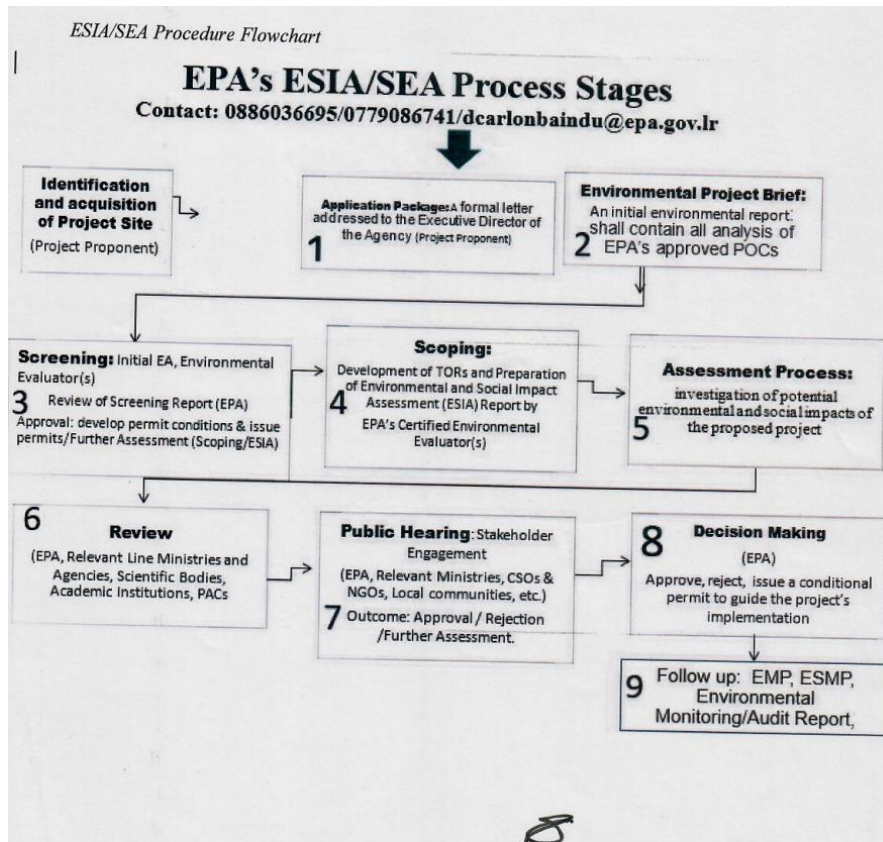 ESIA/SEA Procedure Flowchart
EPA's ESIA/SEA Process Stages
Contact: 0886036695/0779086741/dcarlonbaindu@epa.gov.lr
Identification
and acquisition
of Project Site
(Project Proponent)
Application Package: A formal letter
addressed to the Executive Director of
the Agency (Project Proponent)
1
Environmental Project Brief:
An initial environmental report:
shall contain all analysis of
2 EPA's approved POCs
Screening: Initial EA, Environmental
Evaluator(s)
3 Review of Screening Report (EPA)
Approval: develop permit conditions & issue
permits/Further Assessment (Scoping/ESIA)
Scoping:
Development of TORs and Preparation
of Environmental and Social Impact
4 Assessment (ESIA) Report by
EPA's Certified Environmental
Evaluator(s)
Assessment Process:
investigation of potential
environmental and social impacts of
5 the proposed project
6
Review
(EPA, Relevant Line Ministries and
Agencies, Scientific Bodies,
Academic Institutions, PACs
Public Hearing: Stakeholder
Engagement
(EPA, Relevant Ministries, CSOs &
NGOs, Local communities, etc.)
7 Outcome: Approval / Rejection
/Further Assessment.
8 Decision Making
(EPA)
Approve, reject, issue a conditional
permit to guide the project's
implementation
9 Follow up: EMP, ESMP,
Environmental
Monitoring/Audit Report,